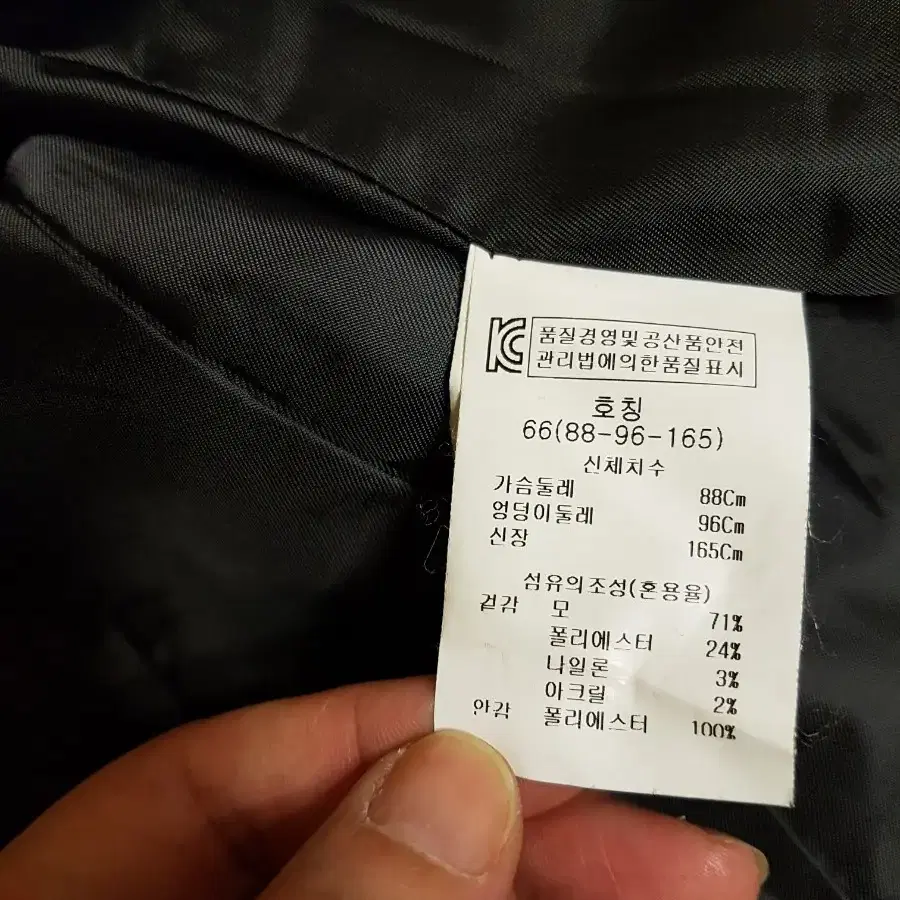 KC 품질경영및공산품안전
관리법에의한품질표시
호칭
66(88-96-165)
신체치수
가슴둘레 88Cm
엉덩이둘레 96Cm
신장 165Cm
섬유의조성(혼용율)
겉감 모 71%
폴리에스터 24%
나일론 3%
아크릴 2%
안감 폴리에스터 100%